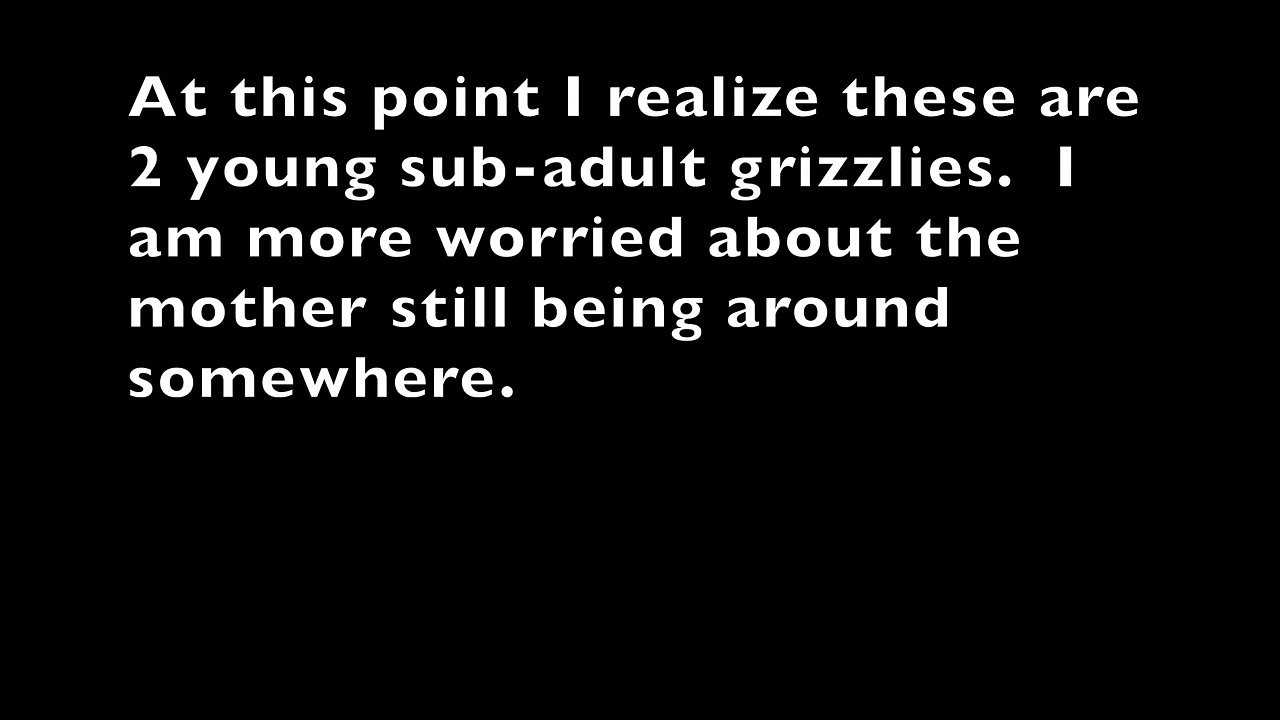 At this point I realize these are
2 young sub-adult grizzlies.  I
am more worried about the
mother still being around
somewhere.